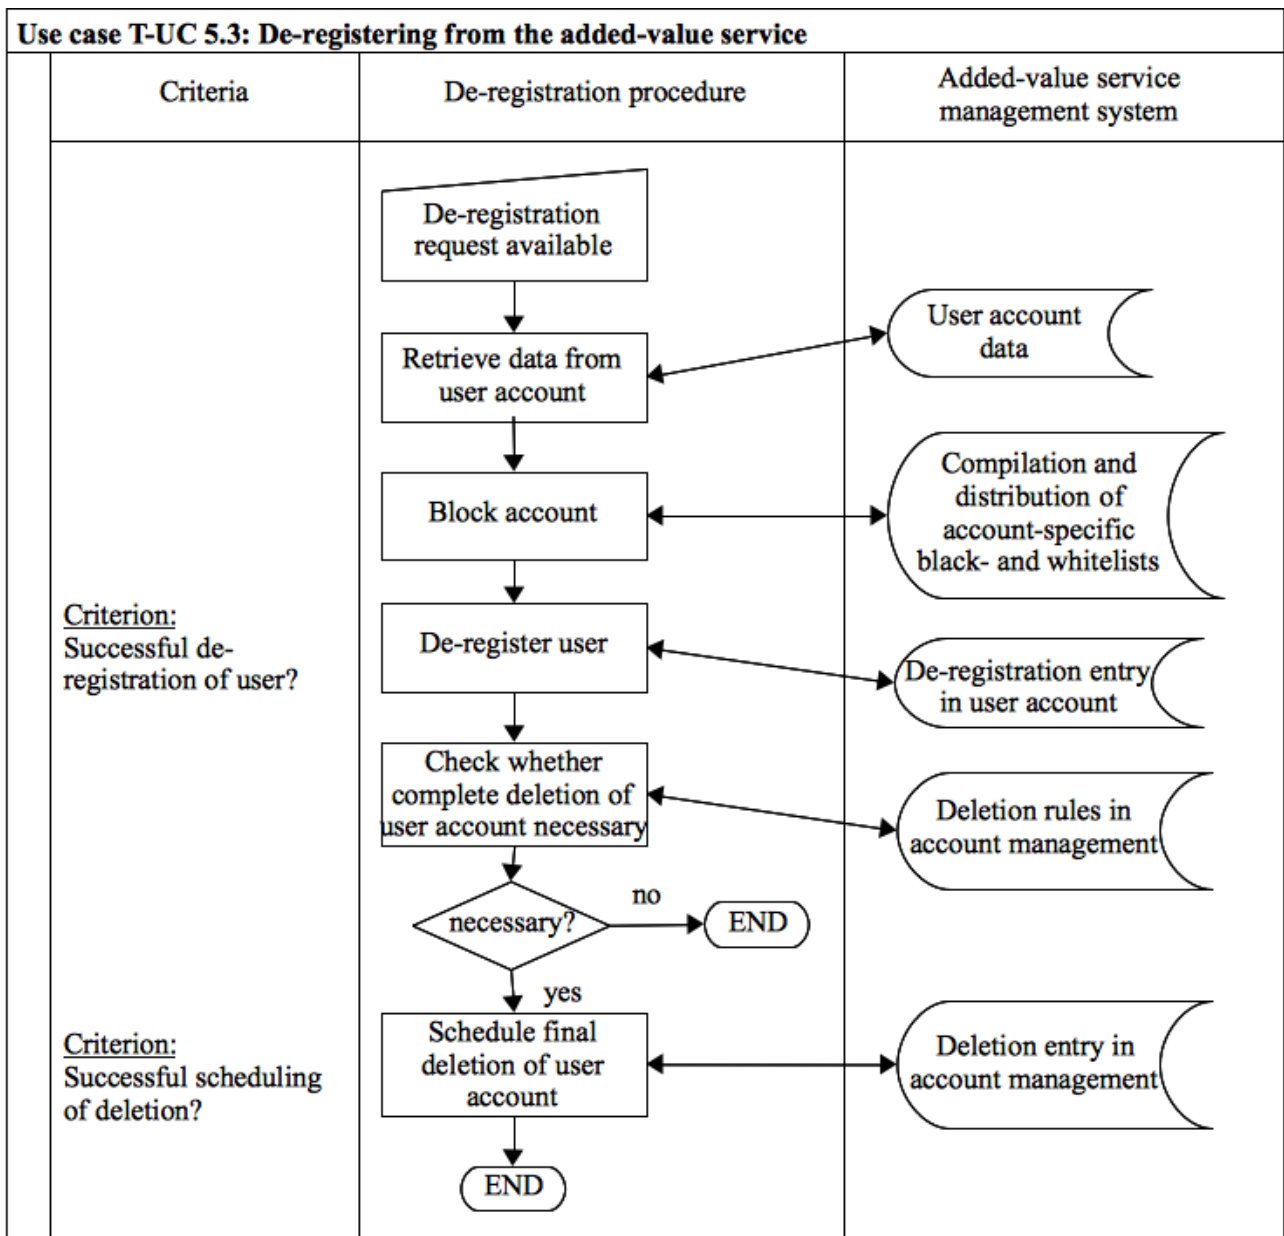 Use case T-UC 5.3: De-registering from the added-value service
Criteria
De-registration procedure
Added-value service
management system
De-registration
request available
User account
data
Retrieve data from
user account
Compilation and
distribution of
account-specific
black- and whitelists
Block account
Criterion:
Successful de-
registration of user?
De-register user
De-registration entry
in user account
Check whether
complete deletion of
user account necessary
Deletion rules in
account management
necessary?
no
END
yes
Criterion:
Successful scheduling
of deletion?
Schedule final
deletion of user
account
Deletion entry in
account management
END